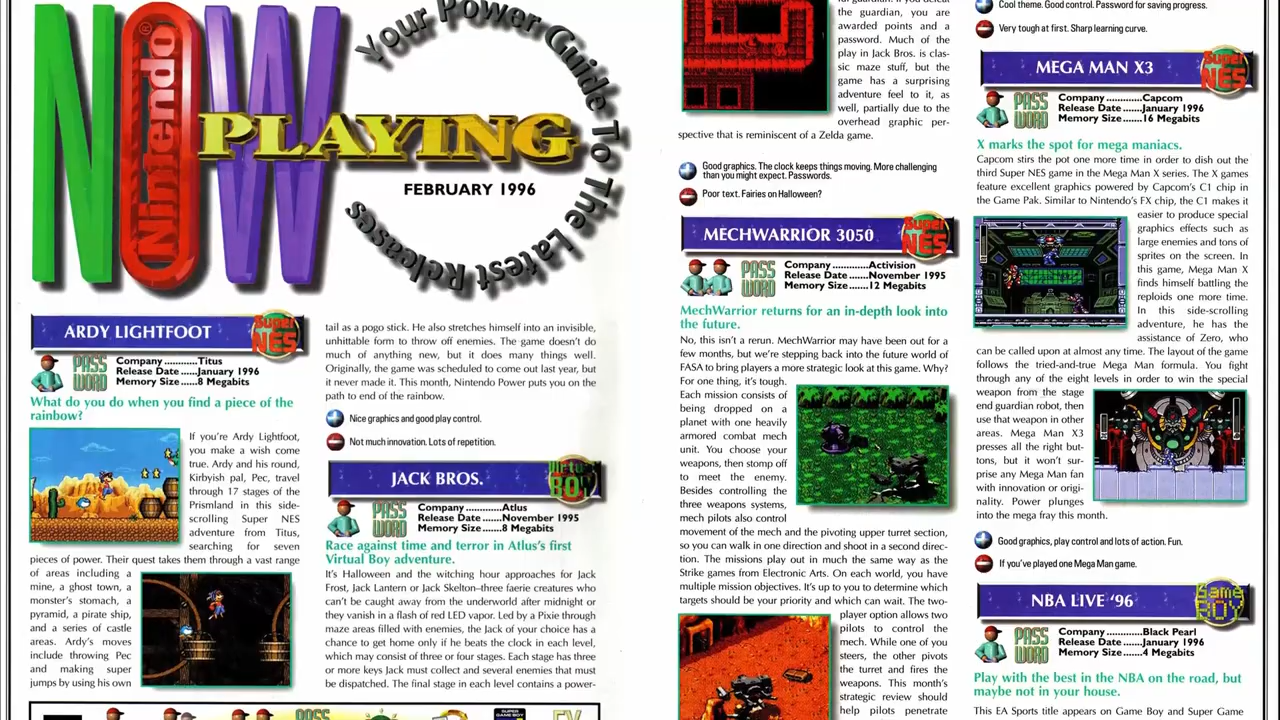 NOW
Nintendo
PLAYING
Your Power Guide To The Latest Releases
FEBRUARY 1996
ARDY LIGHTFOOT
Super
NES
PASS
WORD
Company ............Titus
Release Date ......January 1996
Memory Size.......8 Megabits
What do you do when you find a piece of the
rainbow?
If you're Ardy Lightfoot,
you make a wish come
true. Ardy and his round,
Kirbyish pal, Pec, travel
through 17 stages of the
Prismland in this side-
scrolling Super NES
adventure from Titus,
searching for seven
pieces of power. Their quest takes them through a vast range
of areas including a
mine, a ghost town, a
monster's stomach, a
pyramid, a pirate ship,
and a series of castle
areas. Ardy's moves
include throwing Pec
and making super
jumps by using his own
tail as a pogo stick. He also stretches himself into an invisible,
unhittable form to throw off enemies. The game doesn't do
much of anything new, but it does many things well.
Originally, the game was scheduled to come out last year, but
it never made it. This month, Nintendo Power puts you on the
path to end of the rainbow.
Nice graphics and good play control.
Not much innovation. Lots of repetition.
JACK BROS.
Virtual
BOY
PASS
WORD
Company ............Atlus
Release Date ......November 1995
Memory Size.......8 Megabits
Race against time and terror in Atlus's first
Virtual Boy adventure.
It's Halloween and the witching hour approaches for Jack
Frost, Jack Lantern or Jack Skelton–three faerie creatures who
can't be caught away from the underworld after midnight or
they vanish in a flash of red LED vapor. Led by a Pixie through
maze areas filled with enemies, the Jack of your choice has a
chance to get home only if he beats the clock in each level,
which may consist of three or four stages. Each stage has three
or more keys Jack must collect and several enemies that must
be dispatched. The final stage in each level contains a power-
ful guardian. If you defeat
the guardian, you are
awarded points and a
password. Much of the
play in Jack Bros. is clas-
sic maze stuff, but the
game has a surprising
adventure feel to it, as
well, partially due to the
overhead graphic per-
spective that is reminiscent of a Zelda game.
Good graphics. The clock keeps things moving. More challenging
than you might expect. Passwords.
Poor text. Fairies on Halloween?
MECHWARRIOR 3050
Super
NES
PASS
WORD
Company ............Activision
Release Date ......November 1995
Memory Size.......12 Megabits
MechWarrior returns for an in-depth look into
the future.
No, this isn't a rerun. MechWarrior may have been out for a
few months, but we're stepping back into the future world of
FASA to bring players a more strategic look at this game. Why?
For one thing, it's tough.
Each mission consists of
being dropped on a
planet with one heavily
armored combat mech
unit. You choose your
weapons, then stomp off
to meet the enemy.
Besides controlling the
three weapons systems,
mech pilots also control
movement of the mech and the pivoting upper turret section,
so you can walk in one direction and shoot in a second direc-
tion. The missions play out in much the same way as the
Strike games from Electronic Arts. On each world, you have
multiple mission objectives. It's up to you to determine which
targets should be your priority and which can wait. The two-
player option allows two
pilots to control the
mech. While one of you
steers, the other pivots
the turret and fires the
weapons. This month's
strategic review should
help pilots penetrate
Cool theme. Good control. Password for saving progress.
Very tough at first. Sharp learning curve.
MEGA MAN X3
Super
NES
PASS
WORD
Company ............Capcom
Release Date ......January 1996
Memory Size.......16 Megabits
X marks the spot for mega maniacs.
Capcom stirs the pot one more time in order to dish out the
third Super NES game in the Mega Man X series. The X games
feature excellent graphics powered by Capcom's C1 chip in
the Game Pak. Similar to Nintendo's FX chip, the C1 makes it
easier to produce special
graphics effects such as
large enemies and tons of
sprites on the screen. In
this game, Mega Man X
finds himself battling the
reploids one more time.
In this side-scrolling
adventure, he has the
assistance of Zero, who
can be called upon at almost any time. The layout of the game
follows the tried-and-true Mega Man formula. You fight
through any of the eight levels in order to win the special
weapon from the stage
end guardian robot, then
use that weapon in other
areas. Mega Man X3
presses all the right but-
tons, but it won't sur-
prise any Mega Man fan
with innovation or origi-
nality. Power plunges
into the mega fray this month.
Good graphics, play control and lots of action. Fun.
If you've played one Mega Man game.
NBA LIVE '96
Game
BOY
PASS
WORD
Company ............Black Pearl
Release Date ......January 1996
Memory Size.......4 Megabits
Play with the best in the NBA on the road, but
maybe not in your house.
This EA Sports title appears on Game Boy and Super Game